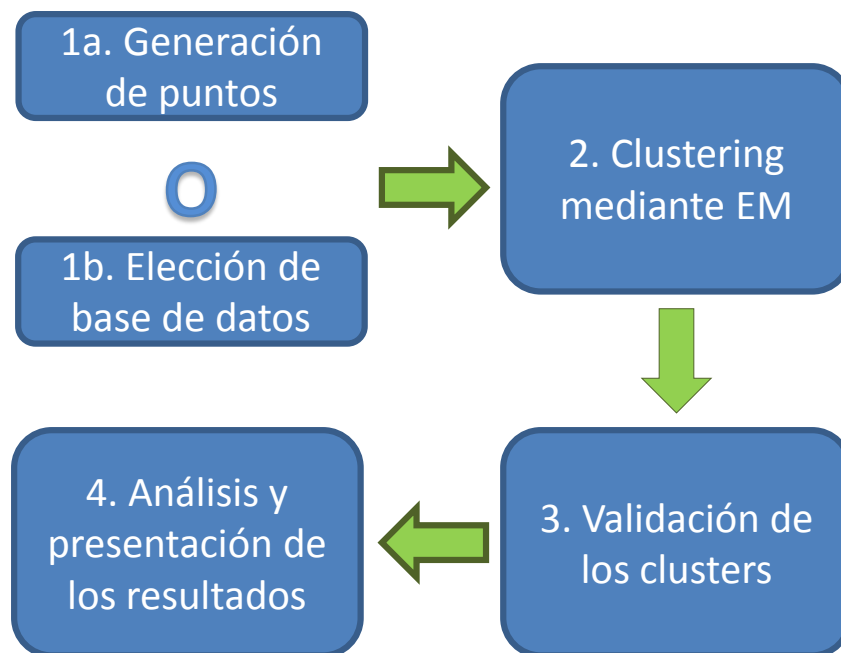 1a. Generación
de puntos
O
1b. Elección de
base de datos
2. Clustering
mediante EM
3. Validación de
los clusters
4. Análisis y
presentación de
los resultados